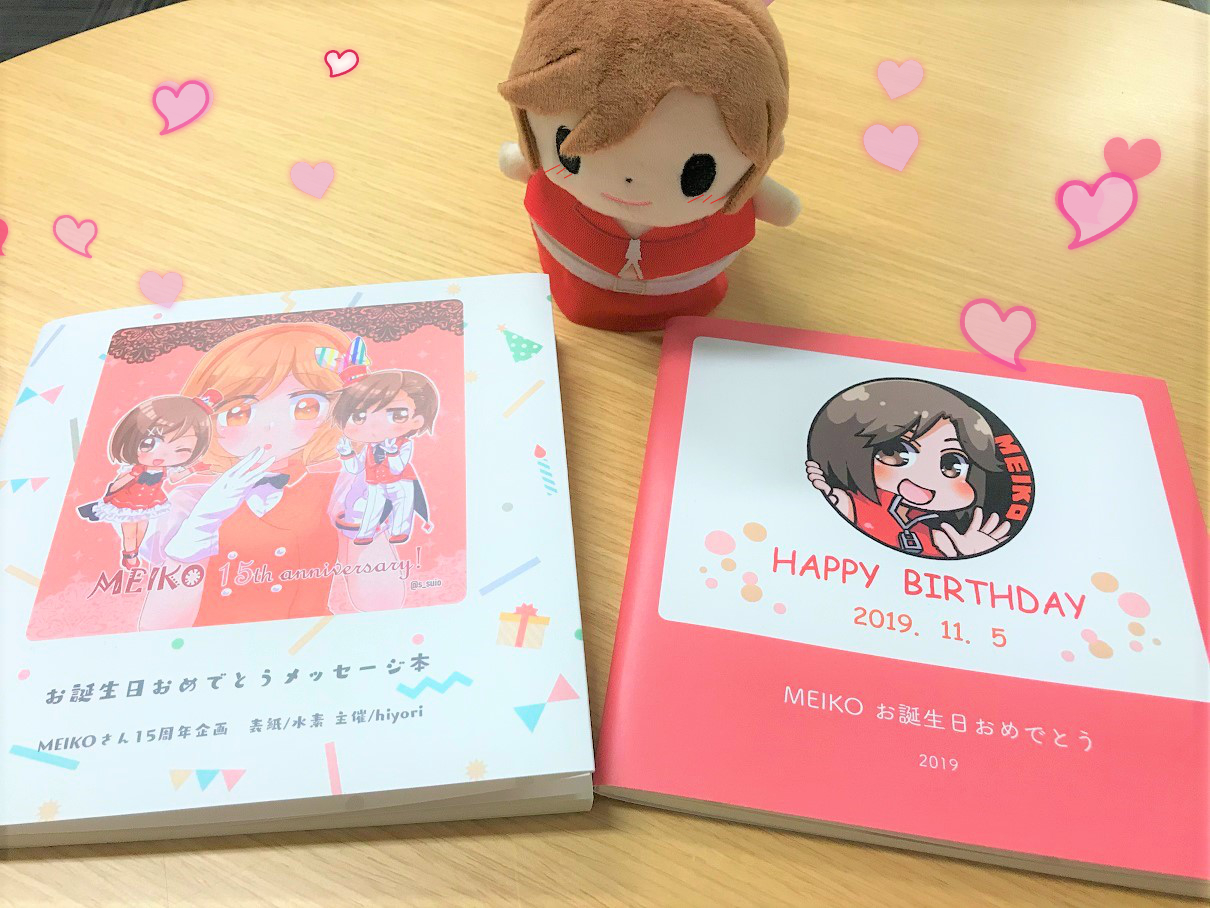 MEIKO 15th anniversary!
@s_suio
お誕生日おめでとうメッセージ本
MEIKOさん15周年企画 表紙/水素 主催/hiyori
MEIKO
HAPPY BIRTHDAY
2019. 11. 5
MEIKO お誕生日おめでとう
2019